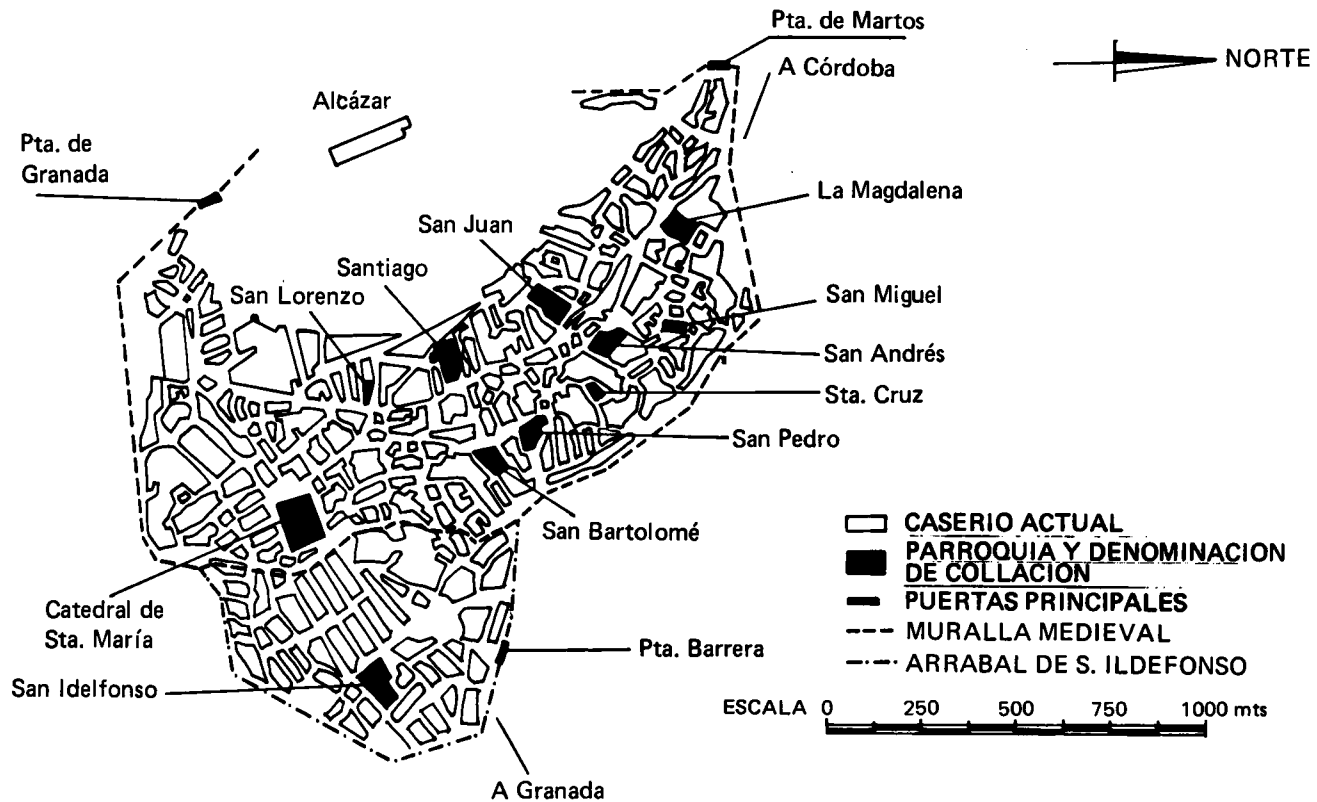 Pta. de Martos
A Córdoba
NORTE
Alcázar
Pta. de
Granada
La Magdalena
San Juan
Santiago
San Lorenzo
San Miguel
San Andrés
Sta. Cruz
San Pedro
San Bartolomé
CASERIO ACTUAL
PARROQUIA Y DENOMINACION
DE COLLACION
PUERTAS PRINCIPALES
MURALLA MEDIEVAL
ARRABAL DE S. ILDEFONSO
Catedral de
Sta. María
Pta. Barrera
San Idelfonso
ESCALA 0 250 500 750 1000 mts
A Granada